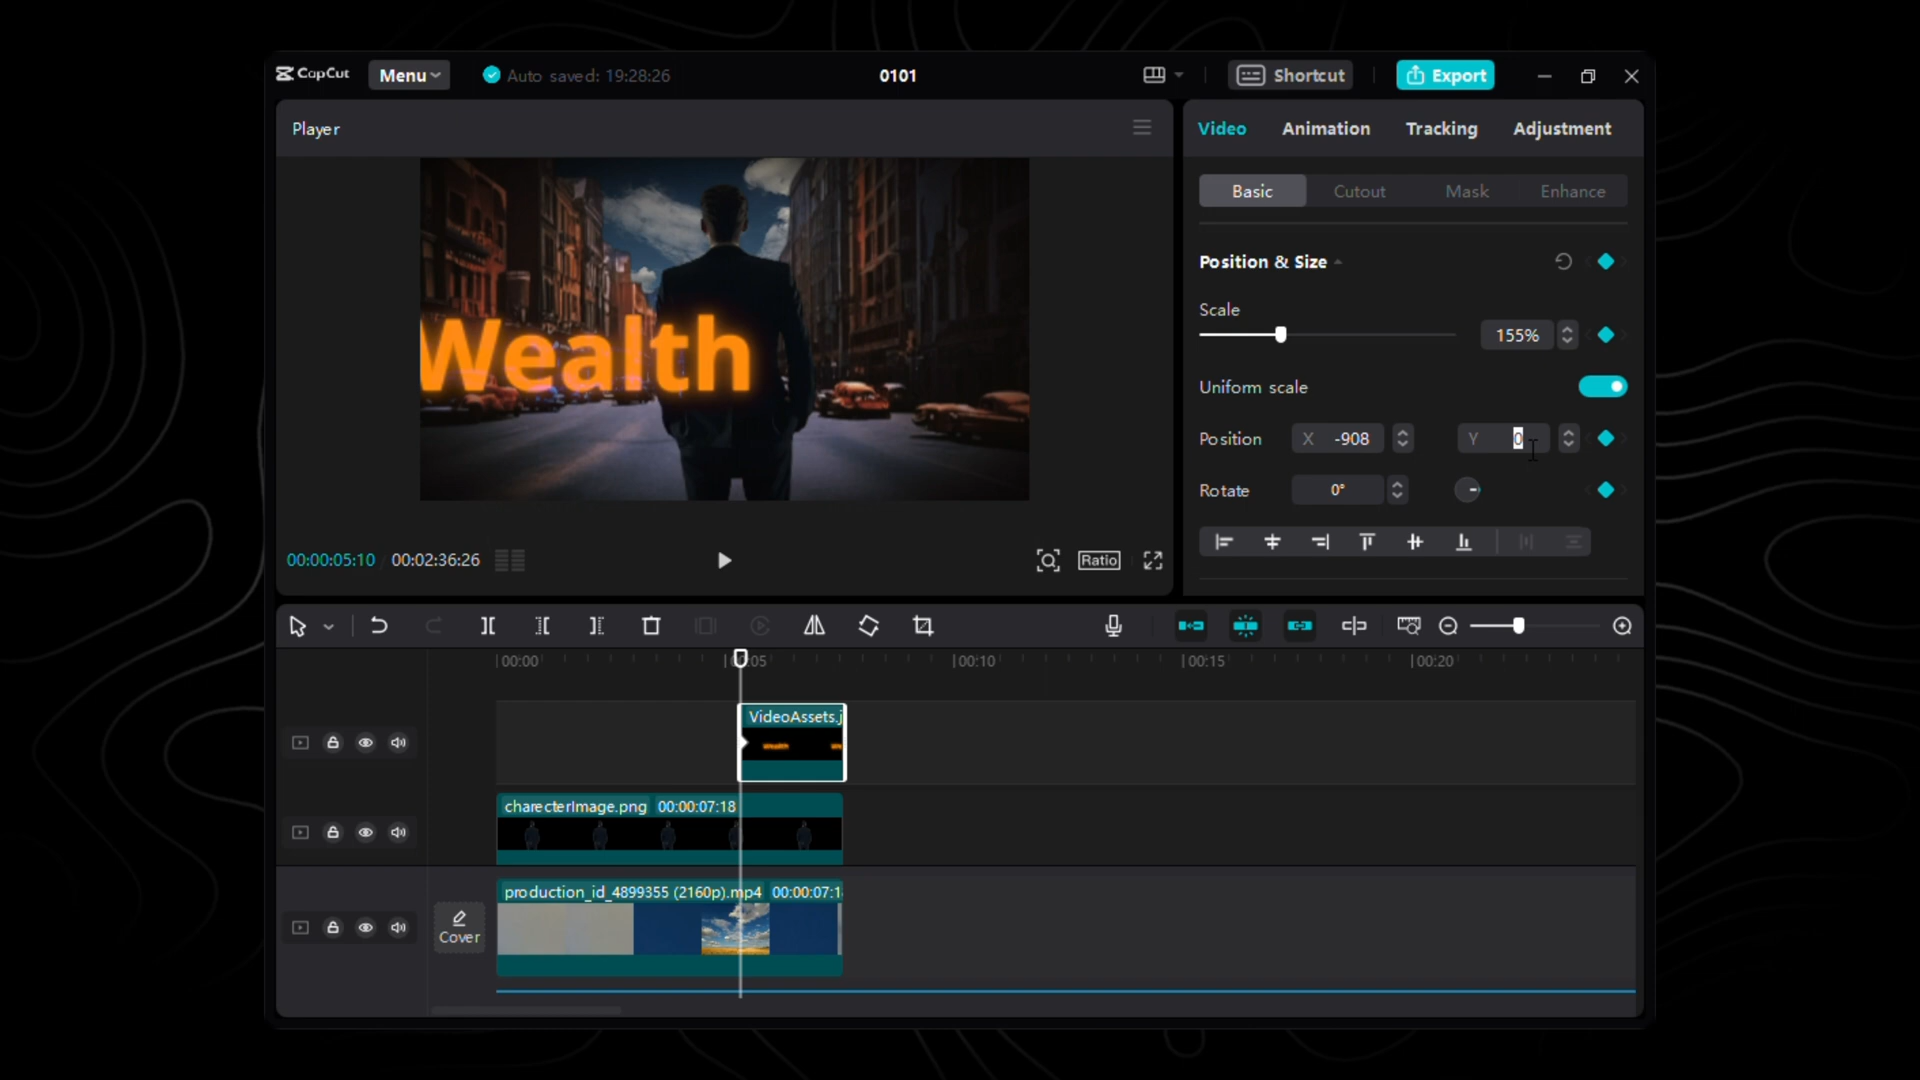 CapCut
Menu
Auto saved: 19:28:26
0101
Shortcut
Export
Player
Video
Animation
Tracking
Adjustment
Basic
Cutout
Mask
Enhance
Wealth
Position & Size
Scale
155%
Uniform scale
Position
X -908
Y 0
Rotate
0°
00:00:05:10
00:02:36:26
Ratio
00:00
00:05
00:10
00:15
00:20
VideoAssets.j
Wealth
charecterImage.png 00:00:07:18
production_id_4899355 (2160p).mp4 00:00:07:1
Cover